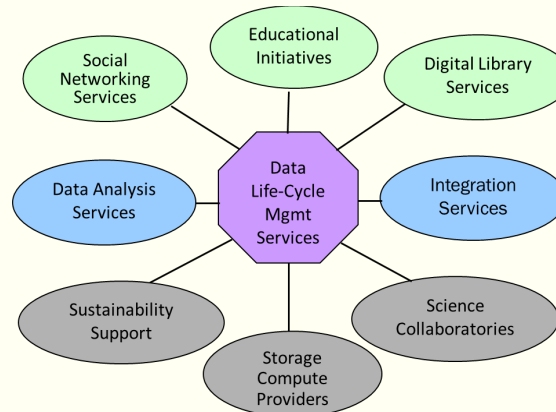 Educational
Initiatives
Social
Networking
Services
Digital Library
Services
Data
Life-Cycle
Mgmt
Services
Data Analysis
Services
Integration
Services
Sustainability
Support
Science
Collaboratories
Storage
Compute
Providers